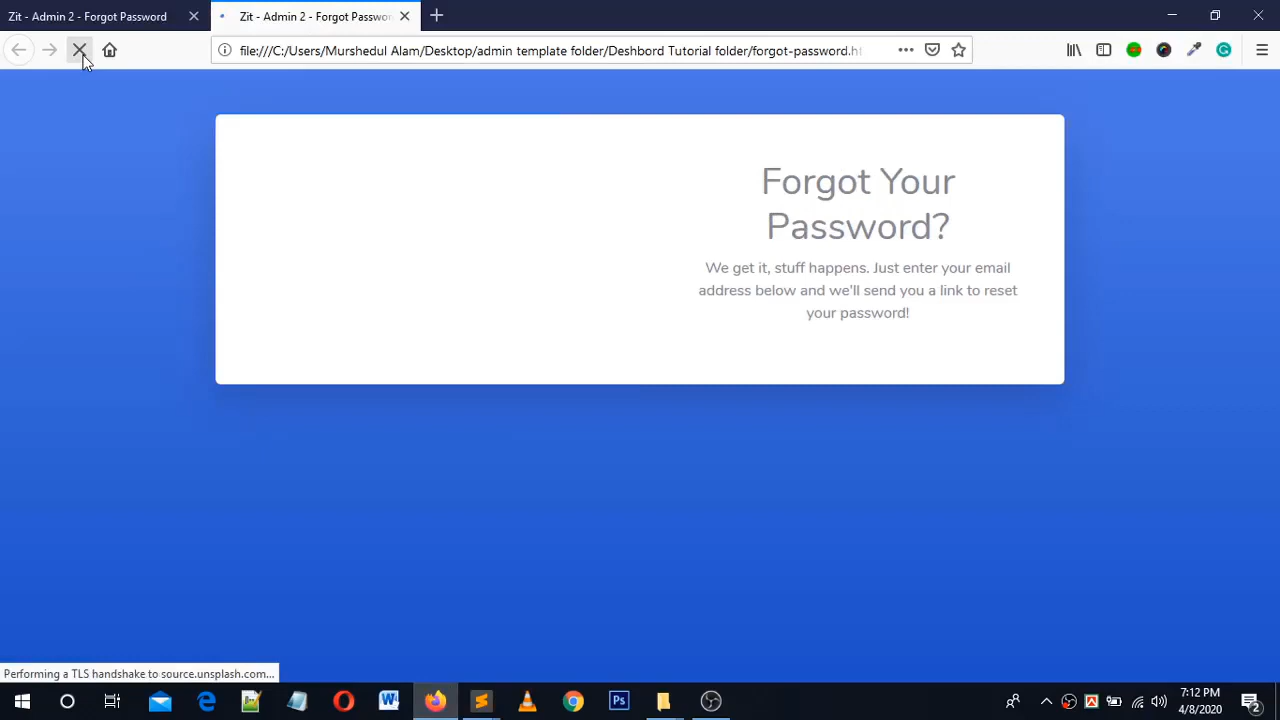 Zit - Admin 2 - Forgot Password
Zit - Admin 2 - Forgot Passwor
file:///C:/Users/Murshedul Alam/Desktop/admin template folder/Deshbord Tutorial folder/forgot-password.ht
Forgot Your
Password?
We get it, stuff happens. Just enter your email
address below and we'll send you a link to reset
your password!
Performing a TLS handshake to source.unsplash.com...
7:12 PM
4/8/2020